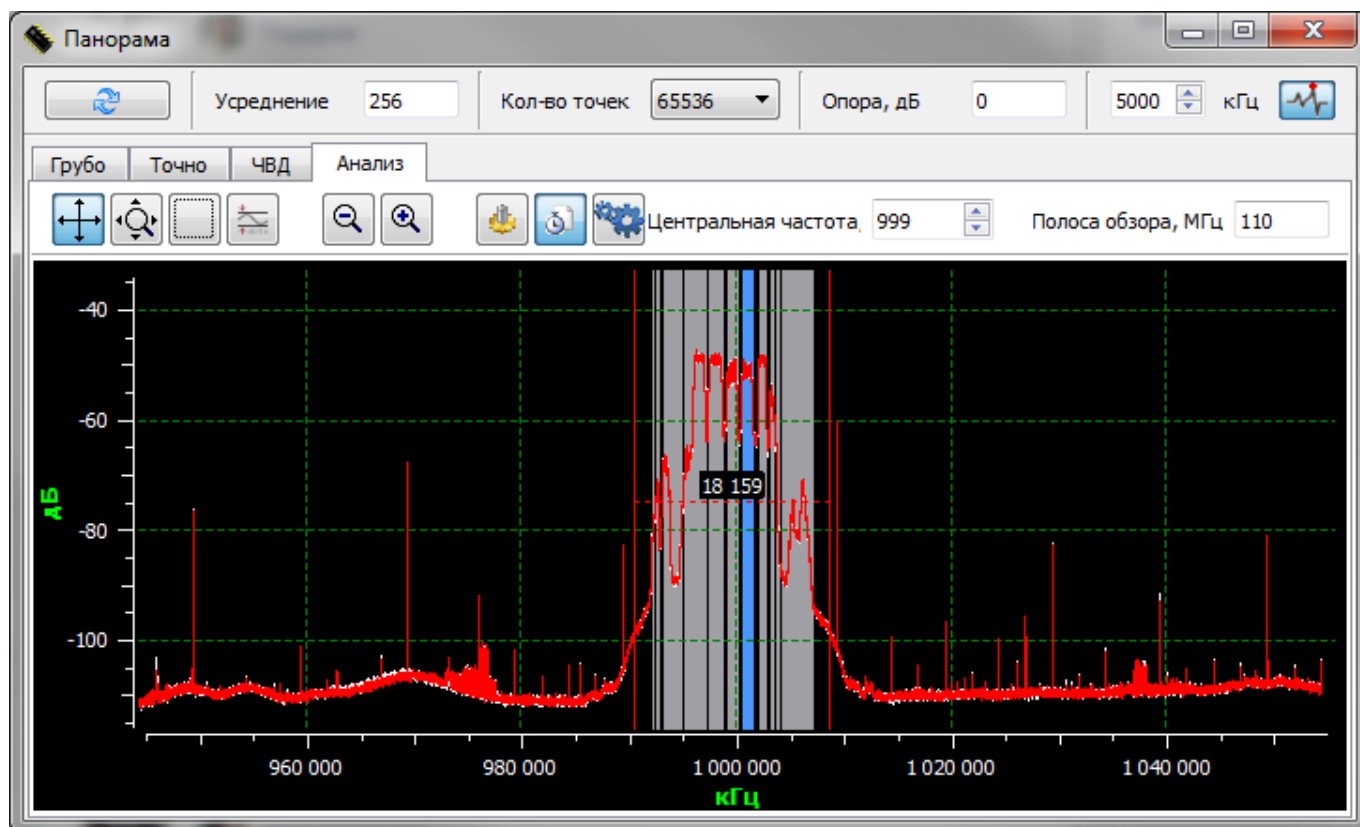 Панорама
Усреднение 256 Кол-во точек 65536 Опора, дБ 0 5000 кГц
Грубо Точно ЧВД Анализ
Центральная частота, 999 Полоса обзора, МГц 110
-40
-60
18 159
-80
-100
дБ
960 000 980 000 1 000 000 1 020 000 1 040 000
кГц